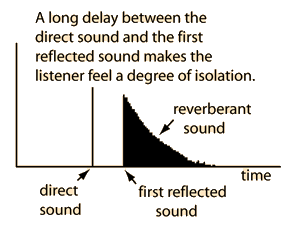 A long delay between the
direct sound and the first
reflected sound makes the
listener feel a degree of isolation.
reverberant
sound
time
direct
sound
first reflected
sound